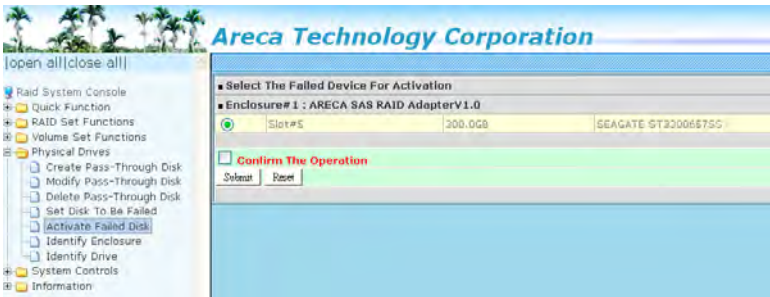 Areca Technology Corporation
|open all|close all|
Raid System Console
Quick Function
RAID Set Functions
Volume Set Functions
Physical Drives
Create Pass-Through Disk
Modify Pass-Through Disk
Delete Pass-Through Disk
Set Disk To Be Failed
Activate Failed Disk
Identify Enclosure
Identify Drive
System Controls
Information
Select The Failed Device For Activation
Enclosure#1 : ARECA SAS RAID AdapterV1.0
300.0GB SEAGATE
Confirm The Operation
Submit Reset